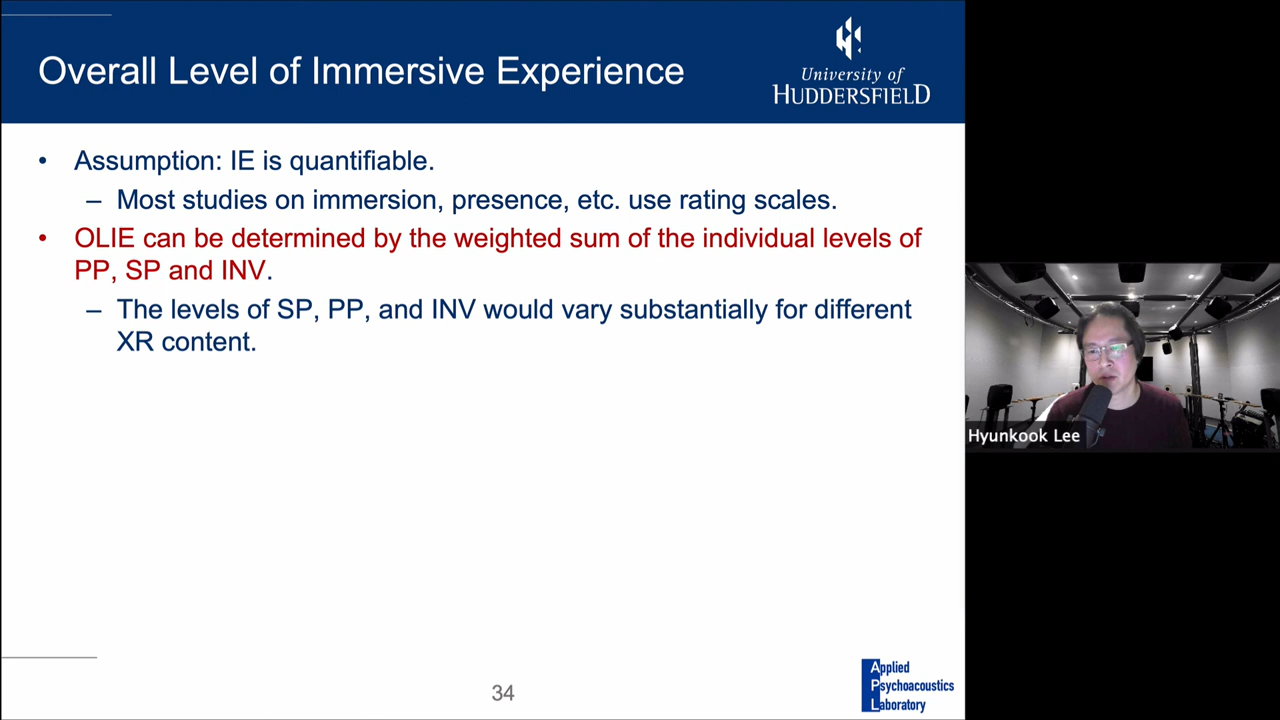 Overall Level of Immersive Experience
University of
HUDDERSFIELD
• Assumption: IE is quantifiable.
– Most studies on immersion, presence, etc. use rating scales.
• OLIE can be determined by the weighted sum of the individual levels of
PP, SP and INV.
– The levels of SP, PP, and INV would vary substantially for different
XR content.
Hyunkook Lee
34
Applied
Psychoacoustics
Laboratory